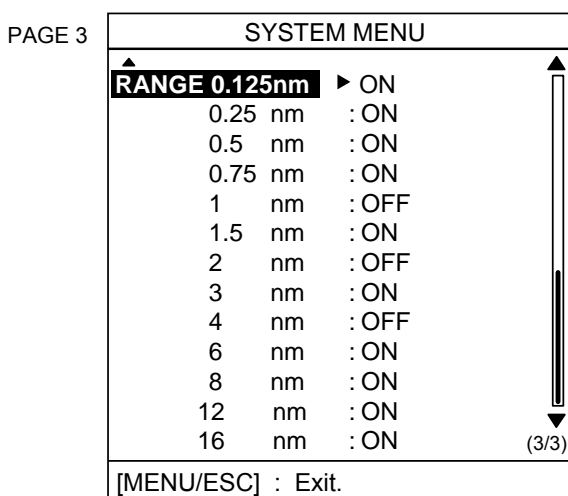 PAGE 3
SYSTEM MENU
RANGE 0.125nm ▶ ON
0.25 nm : ON
0.5 nm : ON
0.75 nm : ON
1 nm : OFF
1.5 nm : ON
2 nm : OFF
3 nm : ON
4 nm : OFF
6 nm : ON
8 nm : ON
12 nm : ON
16 nm : ON
(3/3)
[MENU/ESC] : Exit.